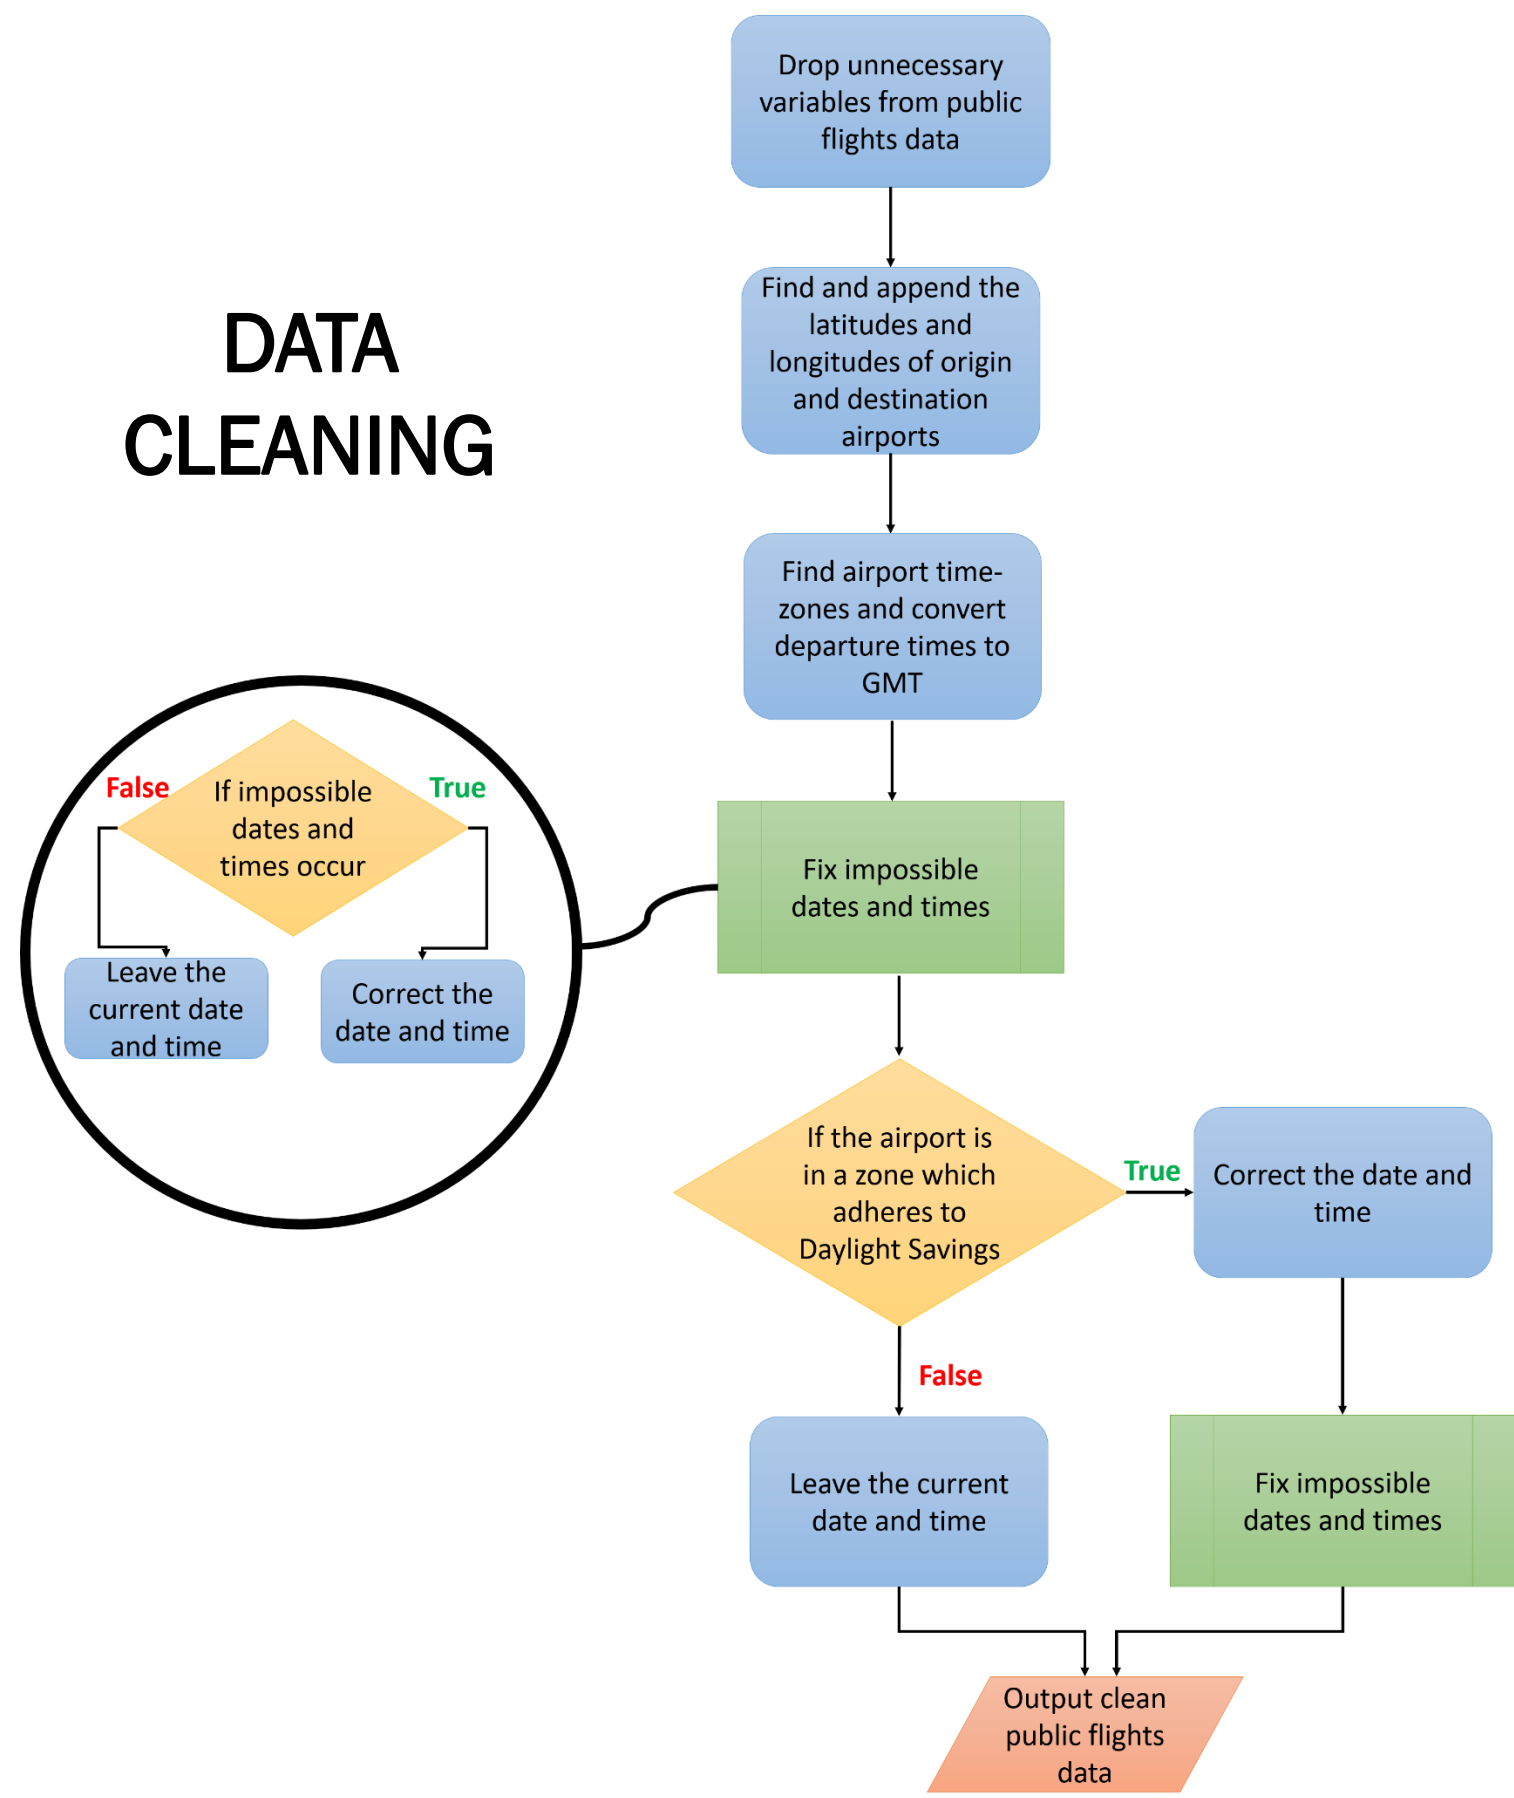 Drop unnecessary
variables from public
flights data
Find and append the
latitudes and
longitudes of origin
and destination
airports
DATA
CLEANING
Find airport time-
zones and convert
departure times to
GMT
False
True
If impossible
dates and
times occur
Leave the
current date
and time
Correct the
date and time
Fix impossible
dates and times
If the airport is
in a zone which
adheres to
Daylight Savings
True
Correct the date and
time
False
Leave the current
date and time
Fix impossible
dates and times
Output clean
public flights
data